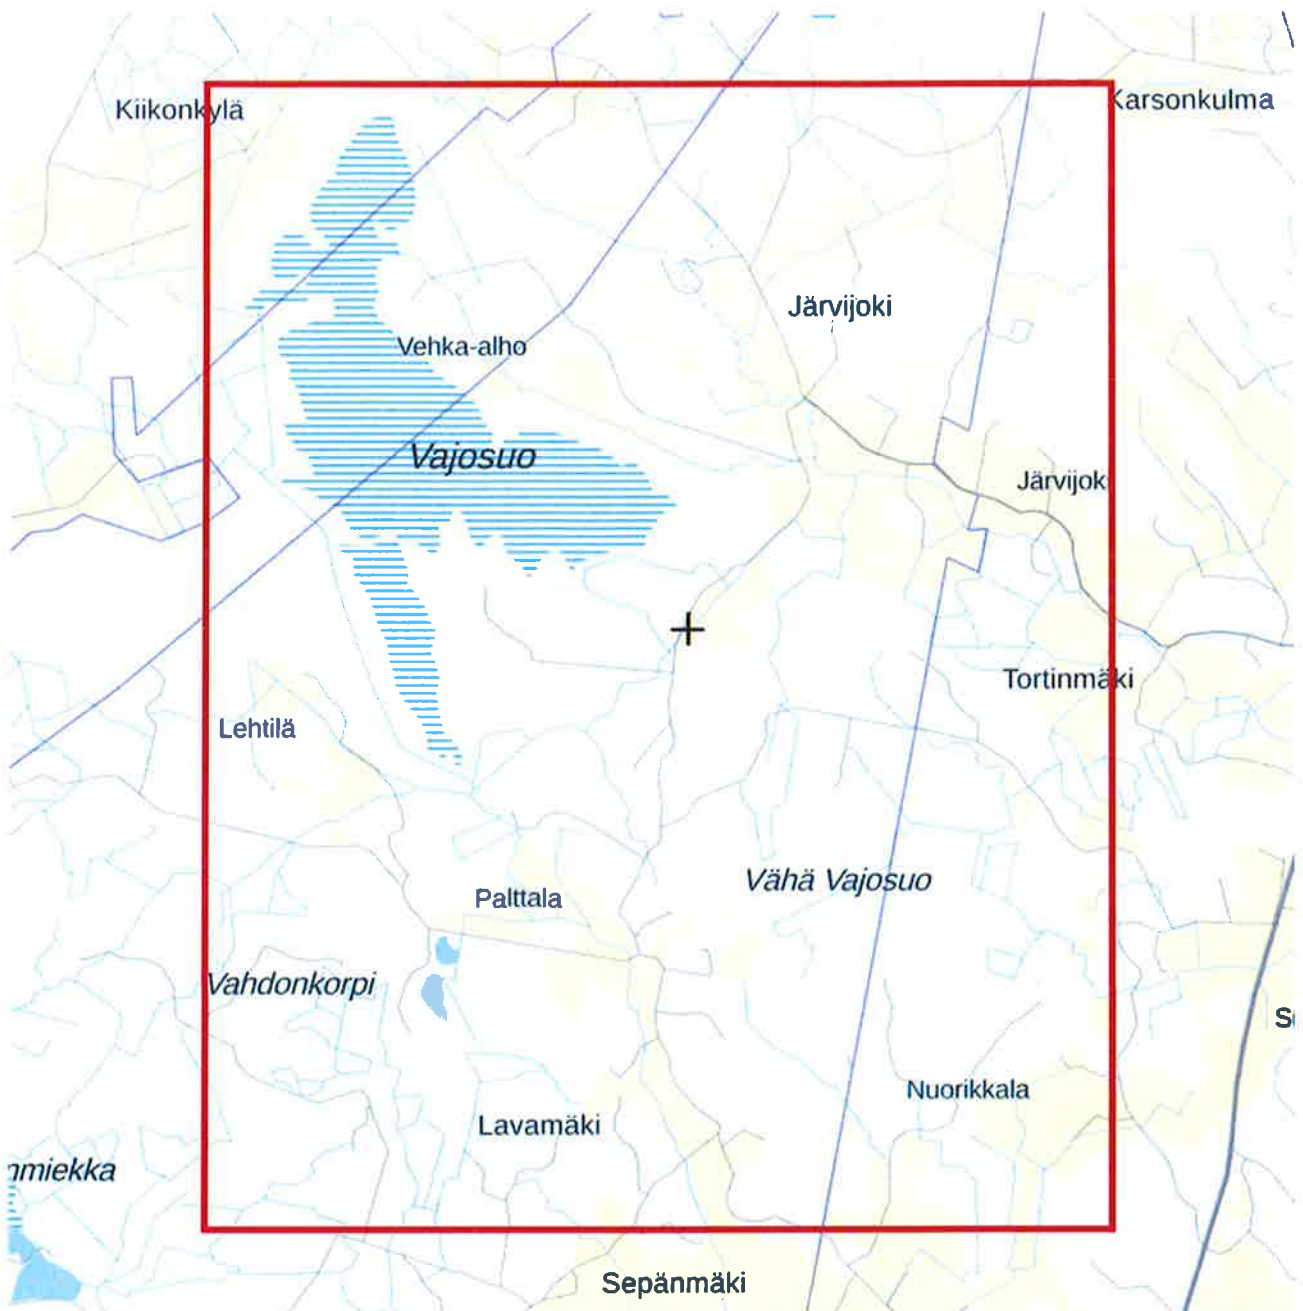 Kiikonkylä
Karsonkulma
Järvijoki
Vehka-alho
Vajosuo
Järvijok
Tortinmäki
Lehtilä
Vähä Vajosuo
Palttala
Vahdonkorpi
S
Nuorikkala
Lavamäki
nmiekka
Sepänmäki